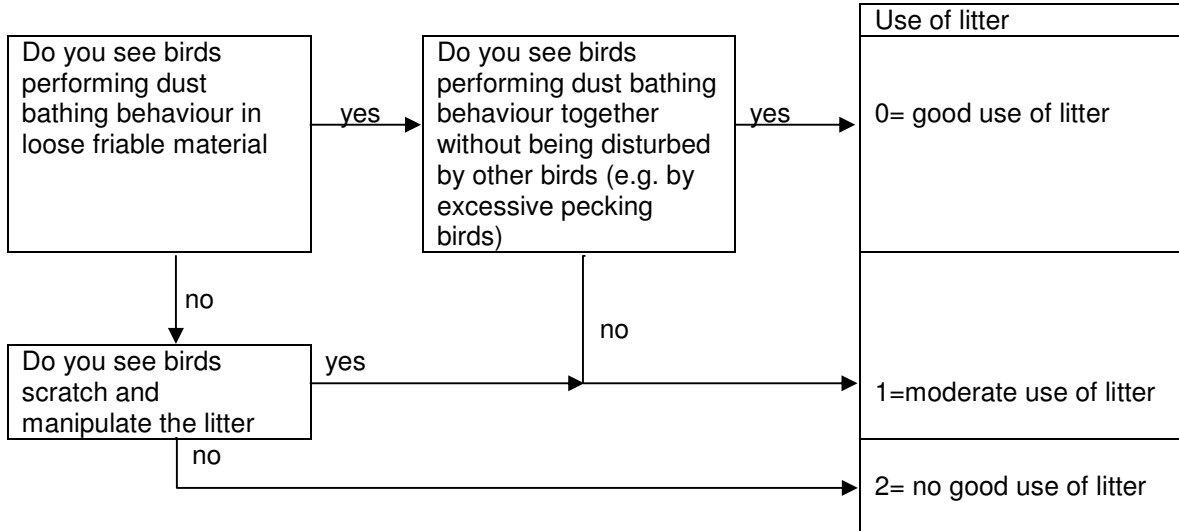 Use of litter
Do you see birds
performing dust
bathing behaviour in
loose friable material
yes
Do you see birds
performing dust bathing
behaviour together
without being disturbed
by other birds (e.g. by
excessive pecking
birds)
yes
0= good use of litter
no
no
Do you see birds
scratch and
manipulate the litter
yes
1=moderate use of litter
no
2= no good use of litter